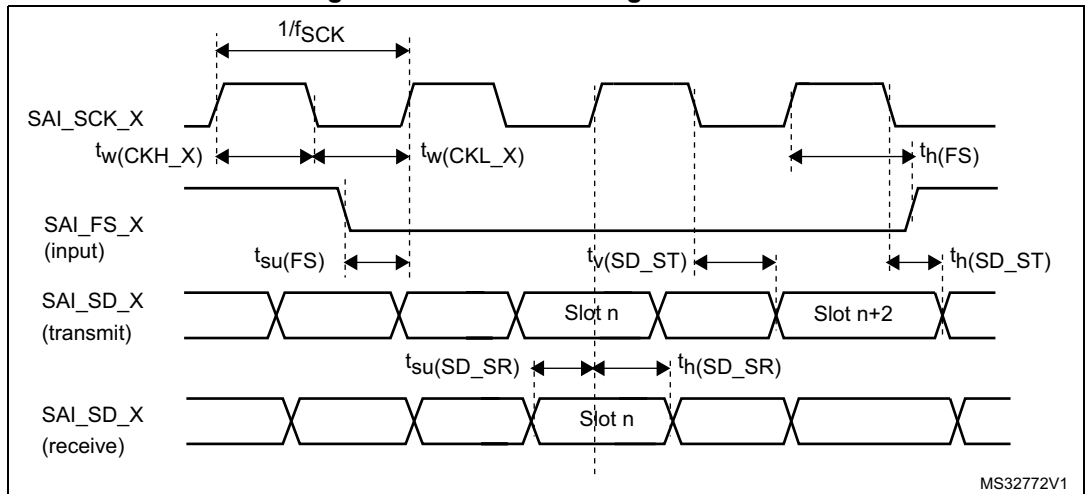 1/fSCK
SAI_SCK_X
tw(CKH_X)
tw(CKL_X)
th(FS)
SAI_FS_X
(input)
tsu(FS)
tv(SD_ST)
th(SD_ST)
SAI_SD_X
(transmit)
Slot n
Slot n+2
tsu(SD_SR)
th(SD_SR)
SAI_SD_X
(receive)
Slot n
MS32772V1